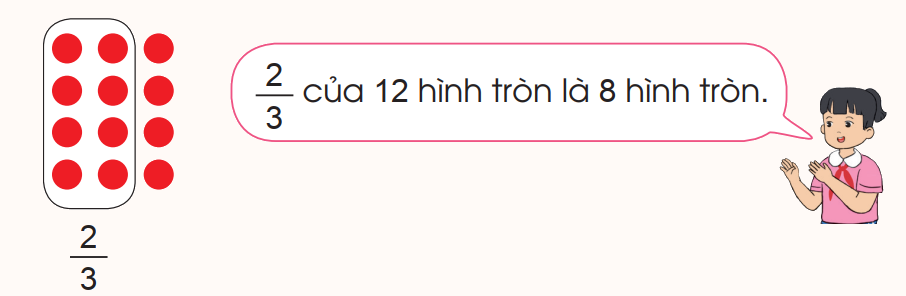 2/3 của 12 hình tròn là 8 hình tròn.
2/3